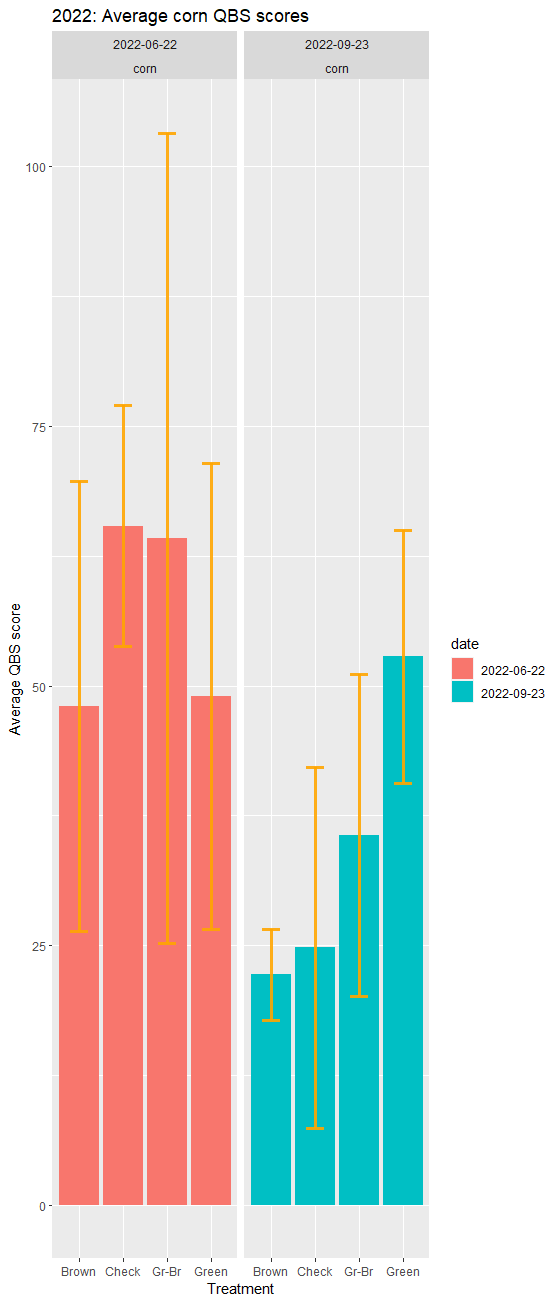 2022: Average corn QBS scores
2022-06-22
corn
2022-09-23
corn
Average QBS score
100
75
50
25
0
Brown Check Gr-Br Green
Brown Check Gr-Br Green
Treatment
date
2022-06-22
2022-09-23